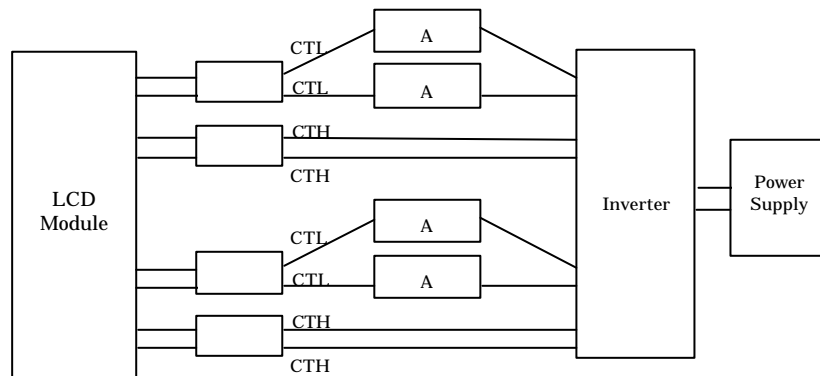 CTL
A
CTL
A
CTH
CTH
LCD
Module
Inverter
Power
Supply
CTL
A
CTL
A
CTH
CTH